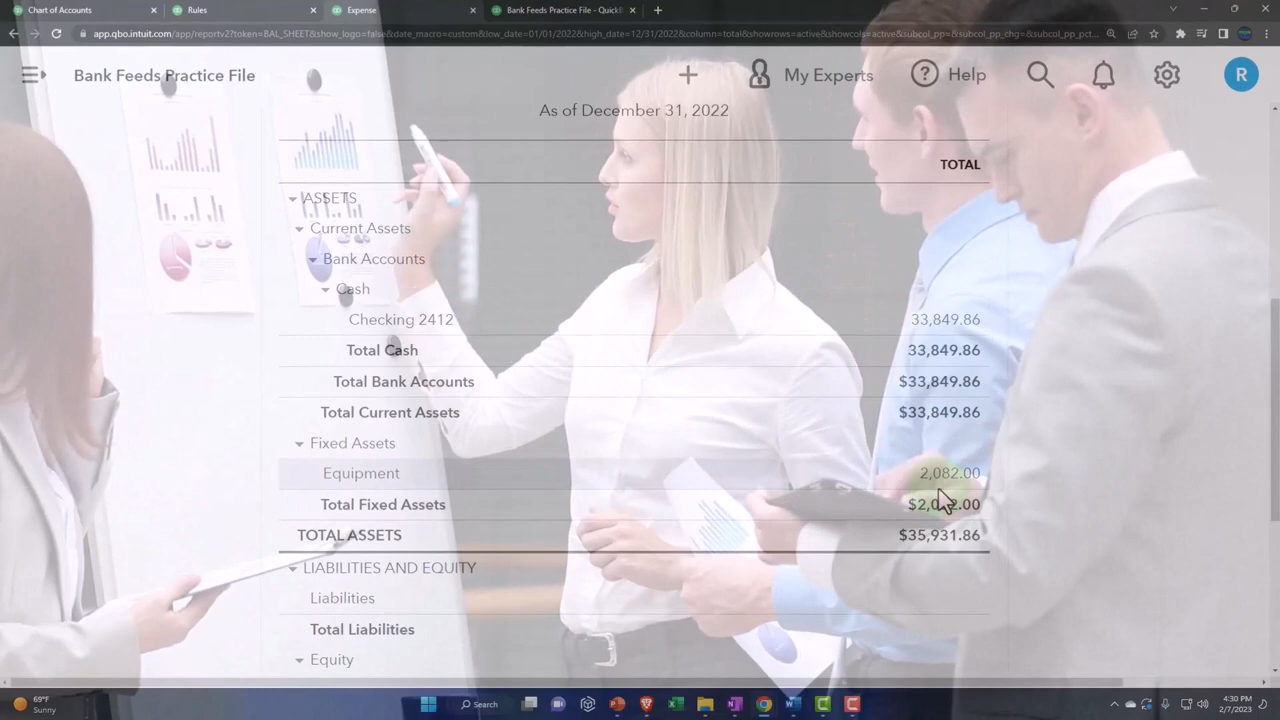 Chart of Accounts
Rules
Expense
Bank Feeds Practice File - QuickB
app.qbo.intuit.com/app/reportv2?token=BAL_SHEET&show_logo=false&date_macro=custom&low_date=01/01/2022&high_date=12/31/2022&column=total&showrows=active&showcols=active&subcol_pp=&subcol_pp_chg=&subcol_pp_pct...
Bank Feeds Practice File
My Experts
Help
R
As of December 31, 2022
TOTAL
ASSETS
Current Assets
Bank Accounts
Cash
Checking 2412 33,849.86
Total Cash 33,849.86
Total Bank Accounts $33,849.86
Total Current Assets $33,849.86
Fixed Assets
Equipment 2,082.00
Total Fixed Assets
TOTAL ASSETS $35,931.86
LIABILITIES AND EQUITY
Liabilities
Total Liabilities
Equity
69°F
Sunny
Search
4:30 PM
2/7/2023